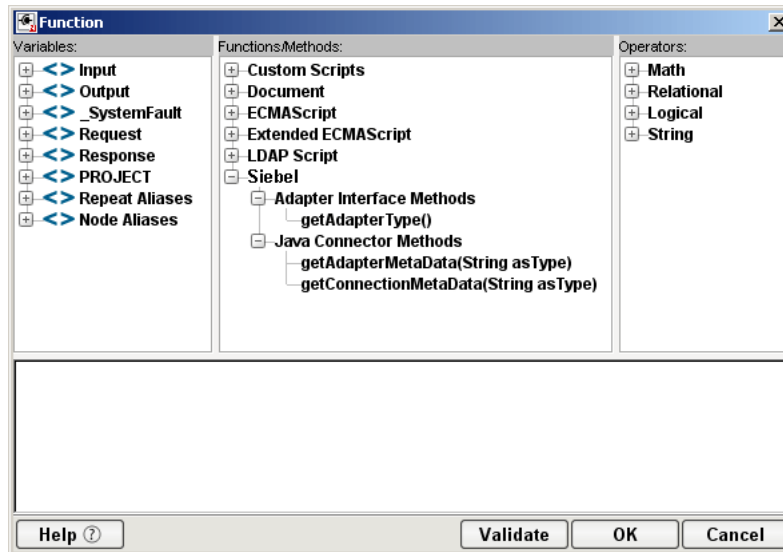 Function
Variables:
<> Input
<> Output
<> _SystemFault
<> Request
<> Response
<> PROJECT
<> Repeat Aliases
<> Node Aliases
Functions/Methods:
Custom Scripts
Document
ECMAScript
Extended ECMAScript
LDAP Script
Siebel
Adapter Interface Methods
getAdapterType()
Java Connector Methods
getAdapterMetaData(String asType)
getConnectionMetaData(String asType)
Operators:
Math
Relational
Logical
String
Help ?
Validate
OK
Cancel